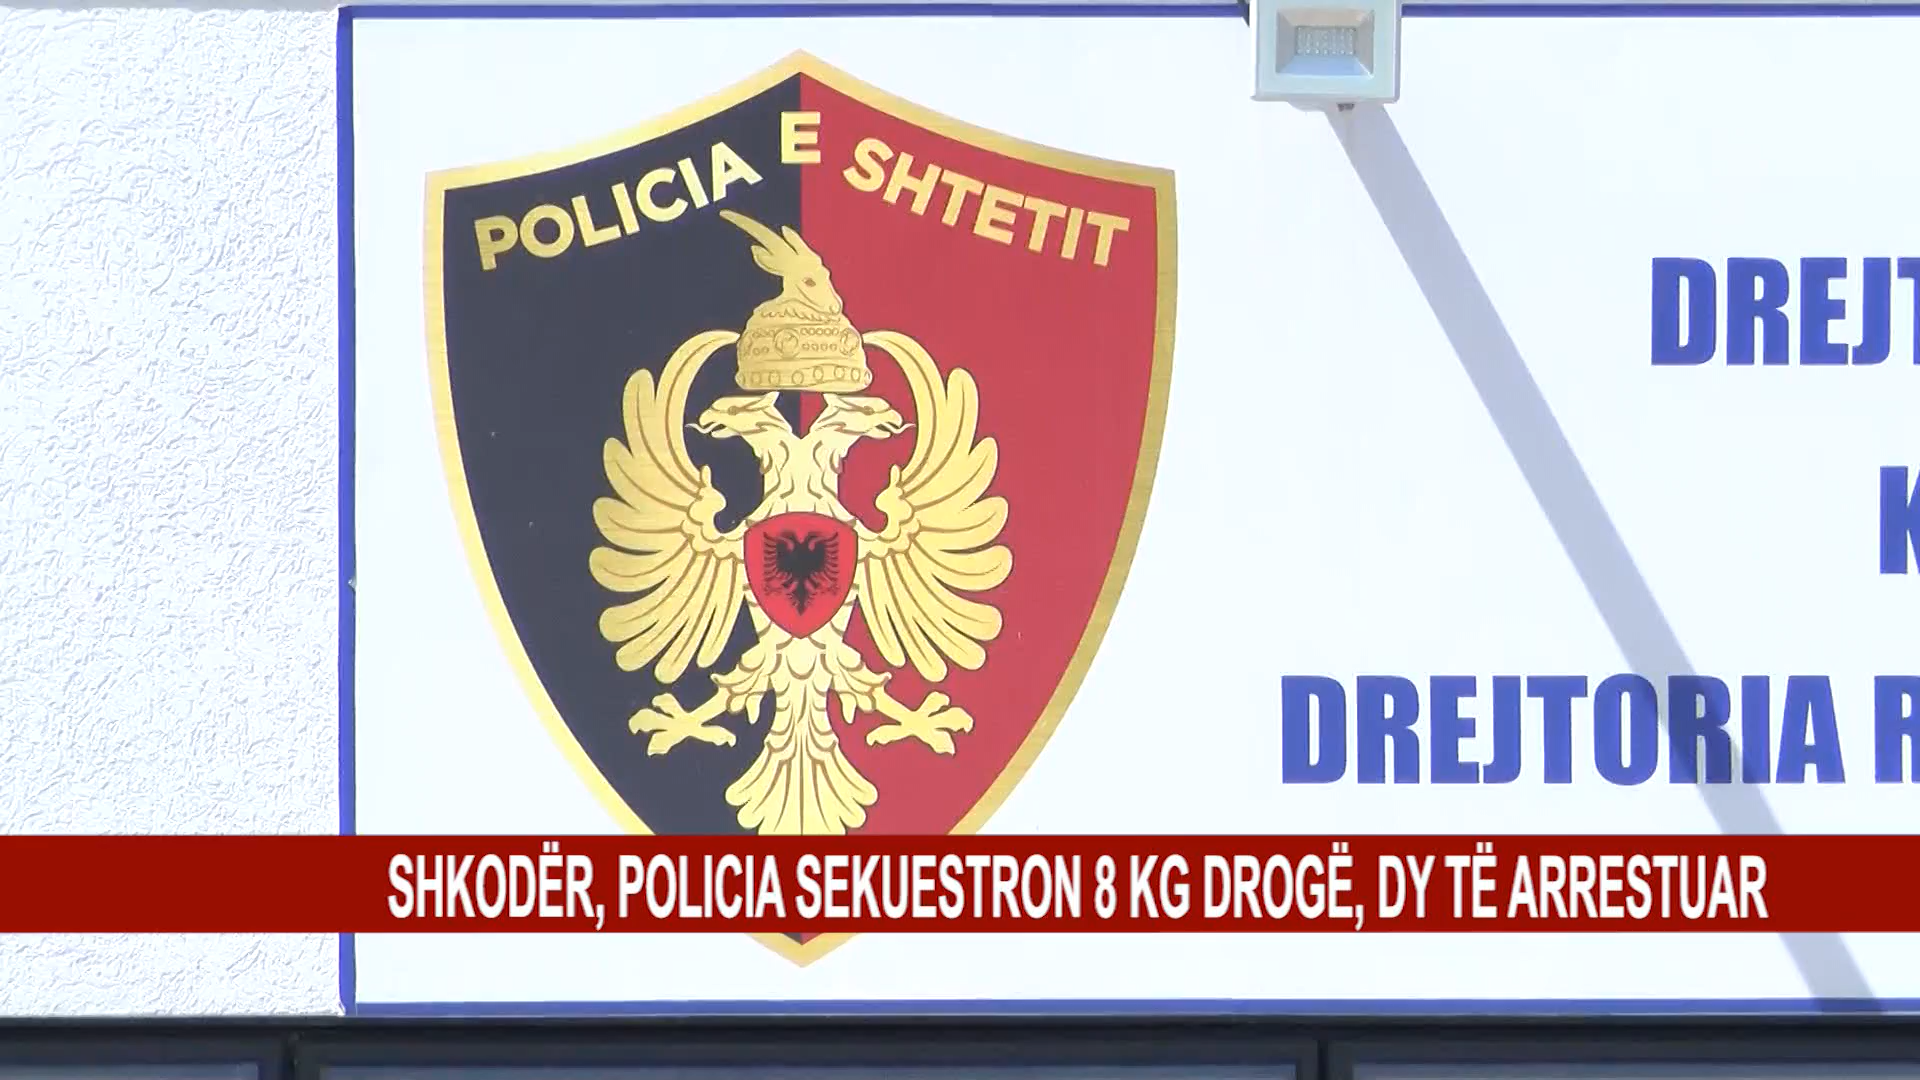 POLICIA E SHTETIT
DREJT
K
DREJTORIA R
SHKODËR, POLICIA SEKUESTRON 8 KG DROGË, DY TË ARRESTUAR